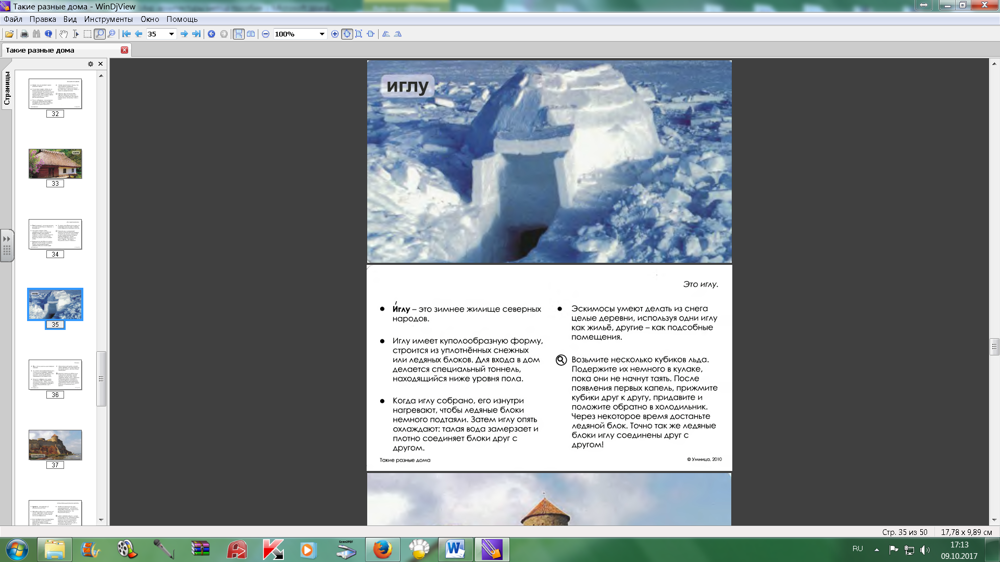 Такие разные дома - WinDjView
Файл Правка Вид Инструменты Окно Помощь
35
100%
Такие разные дома
Страницы
32
33
34
35
36
37
иглу
Это иглу.
• И́глу – это зимнее жилище северных
народов.
• Иглу имеет куполообразную форму,
строится из уплотнённых снежных
или ледяных блоков. Для входа в дом
делается специальный тоннель,
находящийся ниже уровня пола.
• Когда иглу собрано, его изнутри
нагревают, чтобы ледяные блоки
немного подтаяли. Затем иглу опять
охлаждают: талая вода замерзает и
плотно соединяет блоки друг с
другом.
• Эскимосы умеют делать из снега
целые деревни, используя одни иглу
как жильё, другие – как подсобные
помещения.
Возьмите несколько кубиков льда.
Подержите их немного в кулаке,
пока они не начнут таять. После
появления первых капель, прижмите
кубики друг к другу, придавите и
положите обратно в холодильник.
Через некоторое время достаньте
ледяной блок. Точно так же ледяные
блоки иглу соединены друг с
другом!
Такие разные дома
© Умница, 2010
Стр. 35 из 50
17,78 x 9,89 см
Scan2PDF
RU
17:13
09.10.2017